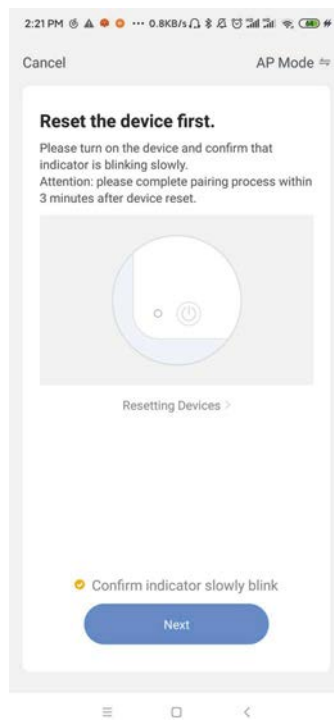 2:21 PM ··· 0.8KB/s 68
Cancel AP Mode
Reset the device first.
Please turn on the device and confirm that
indicator is blinking slowly.
Attention: please complete pairing process within
3 minutes after device reset.
Resetting Devices >
Confirm indicator slowly blink
Next